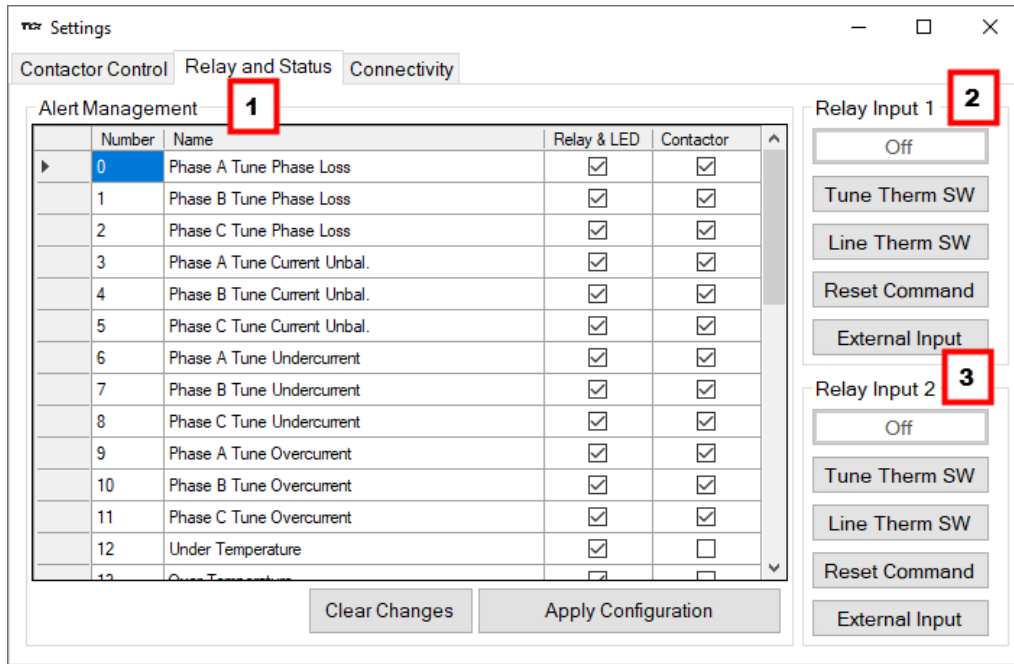 TCI Settings
Contactor Control Relay and Status Connectivity
Alert Management 1
Number Name Relay & LED Contactor
0 Phase A Tune Phase Loss
1 Phase B Tune Phase Loss
2 Phase C Tune Phase Loss
3 Phase A Tune Current Unbal.
4 Phase B Tune Current Unbal.
5 Phase C Tune Current Unbal.
6 Phase A Tune Undercurrent
7 Phase B Tune Undercurrent
8 Phase C Tune Undercurrent
9 Phase A Tune Overcurrent
10 Phase B Tune Overcurrent
11 Phase C Tune Overcurrent
12 Under Temperature
13 Over Temperature
Clear Changes Apply Configuration
Relay Input 1 2
Off
Tune Therm SW
Line Therm SW
Reset Command
External Input
Relay Input 2 3
Off
Tune Therm SW
Line Therm SW
Reset Command
External Input